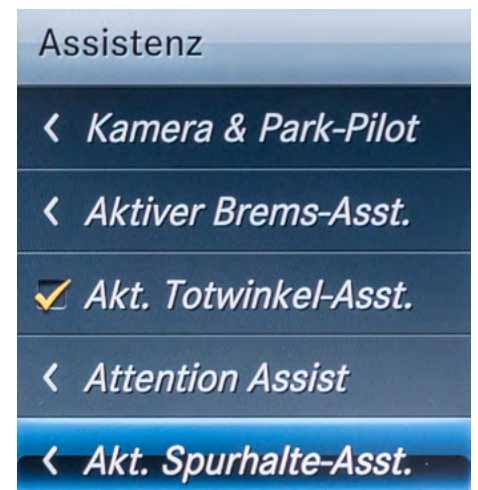 Assistenz
Kamera & Park-Pilot
Aktiver Brems-Asst.
Akt. Totwinkel-Asst.
Attention Assist
Akt. Spurhalte-Asst.